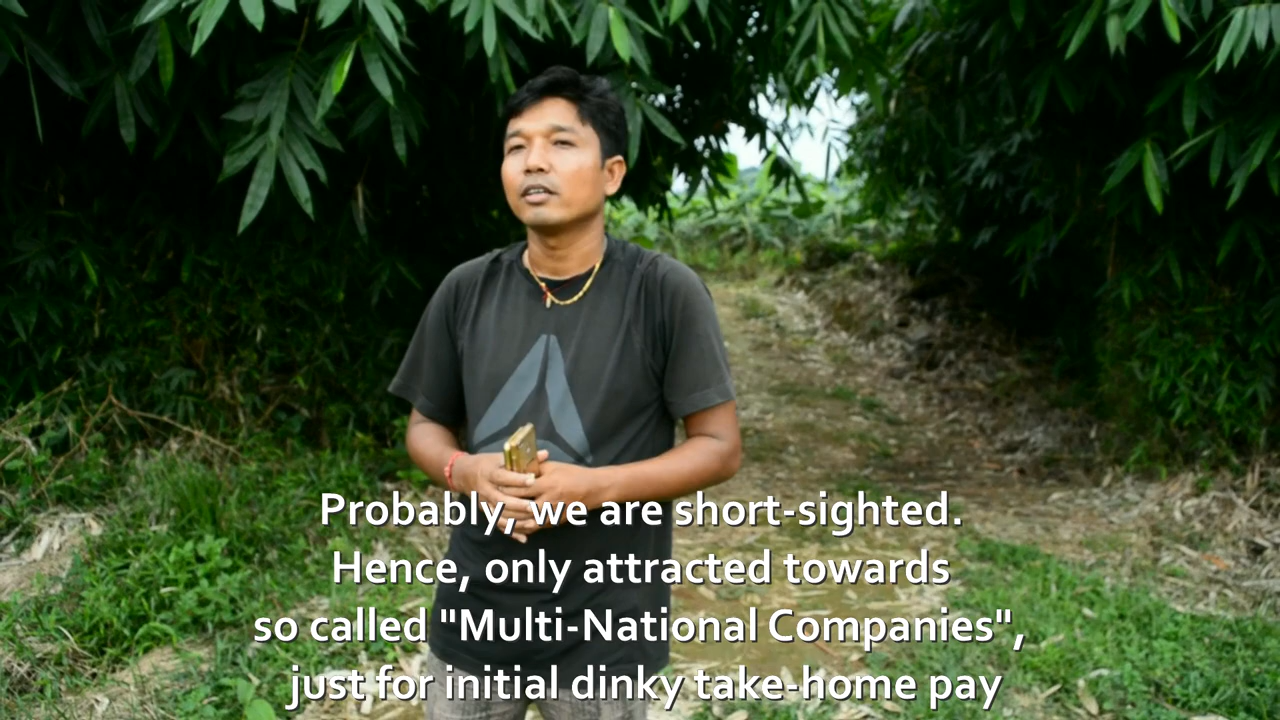 Probably, we are short-sighted.
Hence, only attracted towards
so called "Multi-National Companies",
just for initial dinky take-home pay